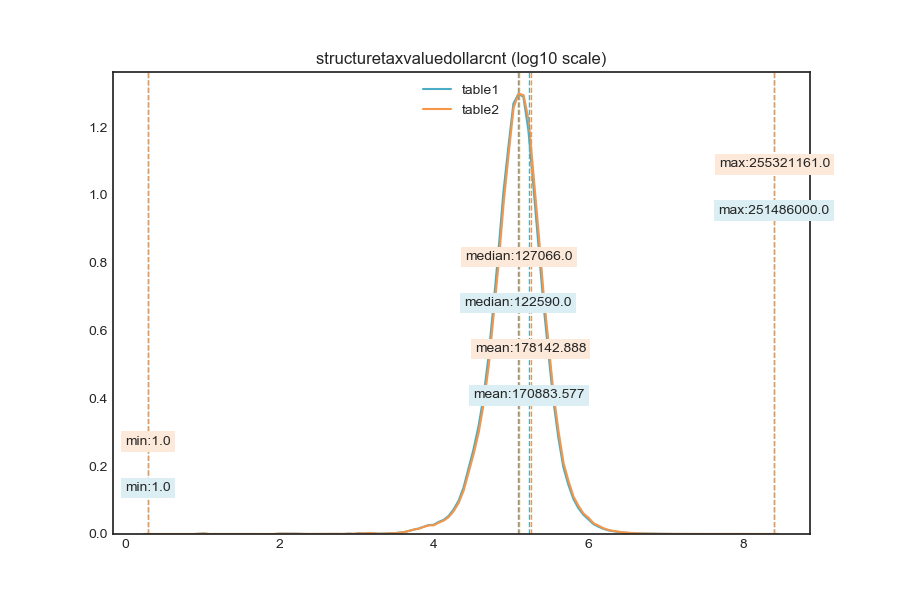 structuretaxvaluedollarcnt (log10 scale)
table1
table2
1.2
1.0
0.8
0.6
0.4
0.2
0.0
max:255321161.0
max:251486000.0
median:127066.0
median:122590.0
mean:178142.888
mean:170883.577
min:1.0
min:1.0
0
2
4
6
8